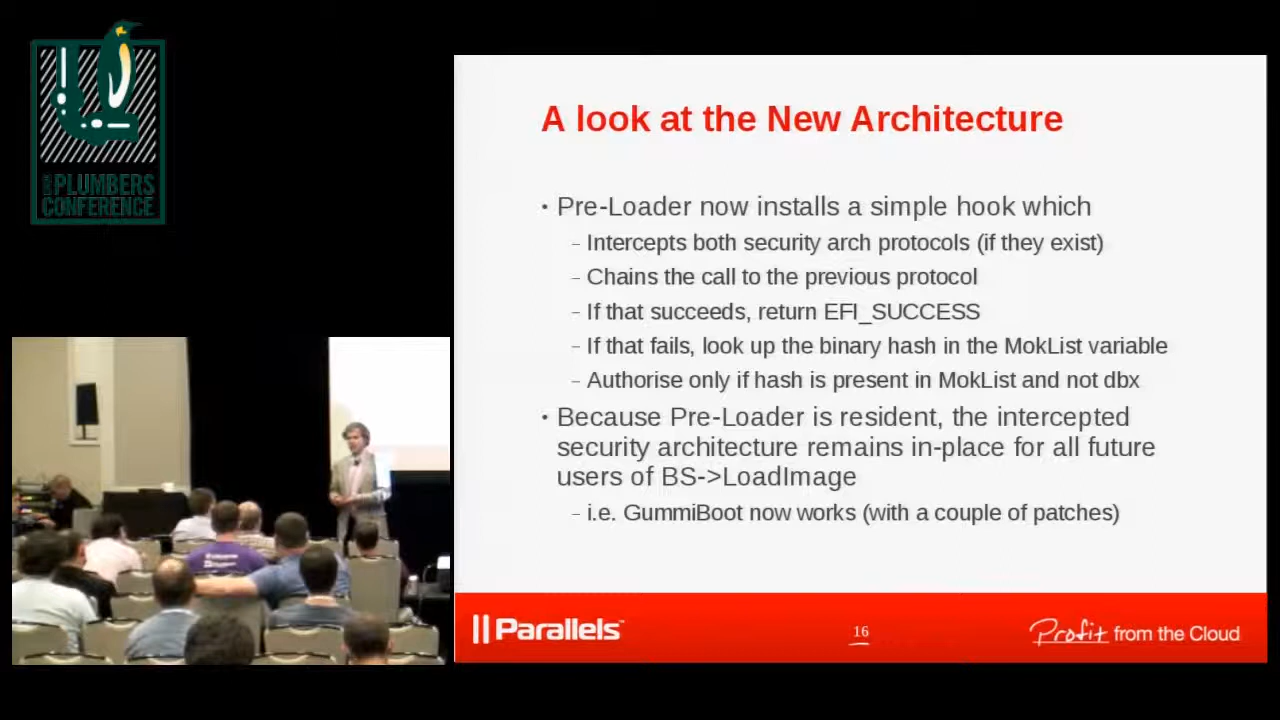 PLUMBERS
CONFERENCE
A look at the New Architecture
• Pre-Loader now installs a simple hook which
– Intercepts both security arch protocols (if they exist)
– Chains the call to the previous protocol
– If that succeeds, return EFI_SUCCESS
– If that fails, look up the binary hash in the MokList variable
– Authorise only if hash is present in MokList and not dbx
• Because Pre-Loader is resident, the intercepted
security architecture remains in-place for all future
users of BS->LoadImage
– i.e. GummiBoot now works (with a couple of patches)
Parallels™
16
Profit from the Cloud